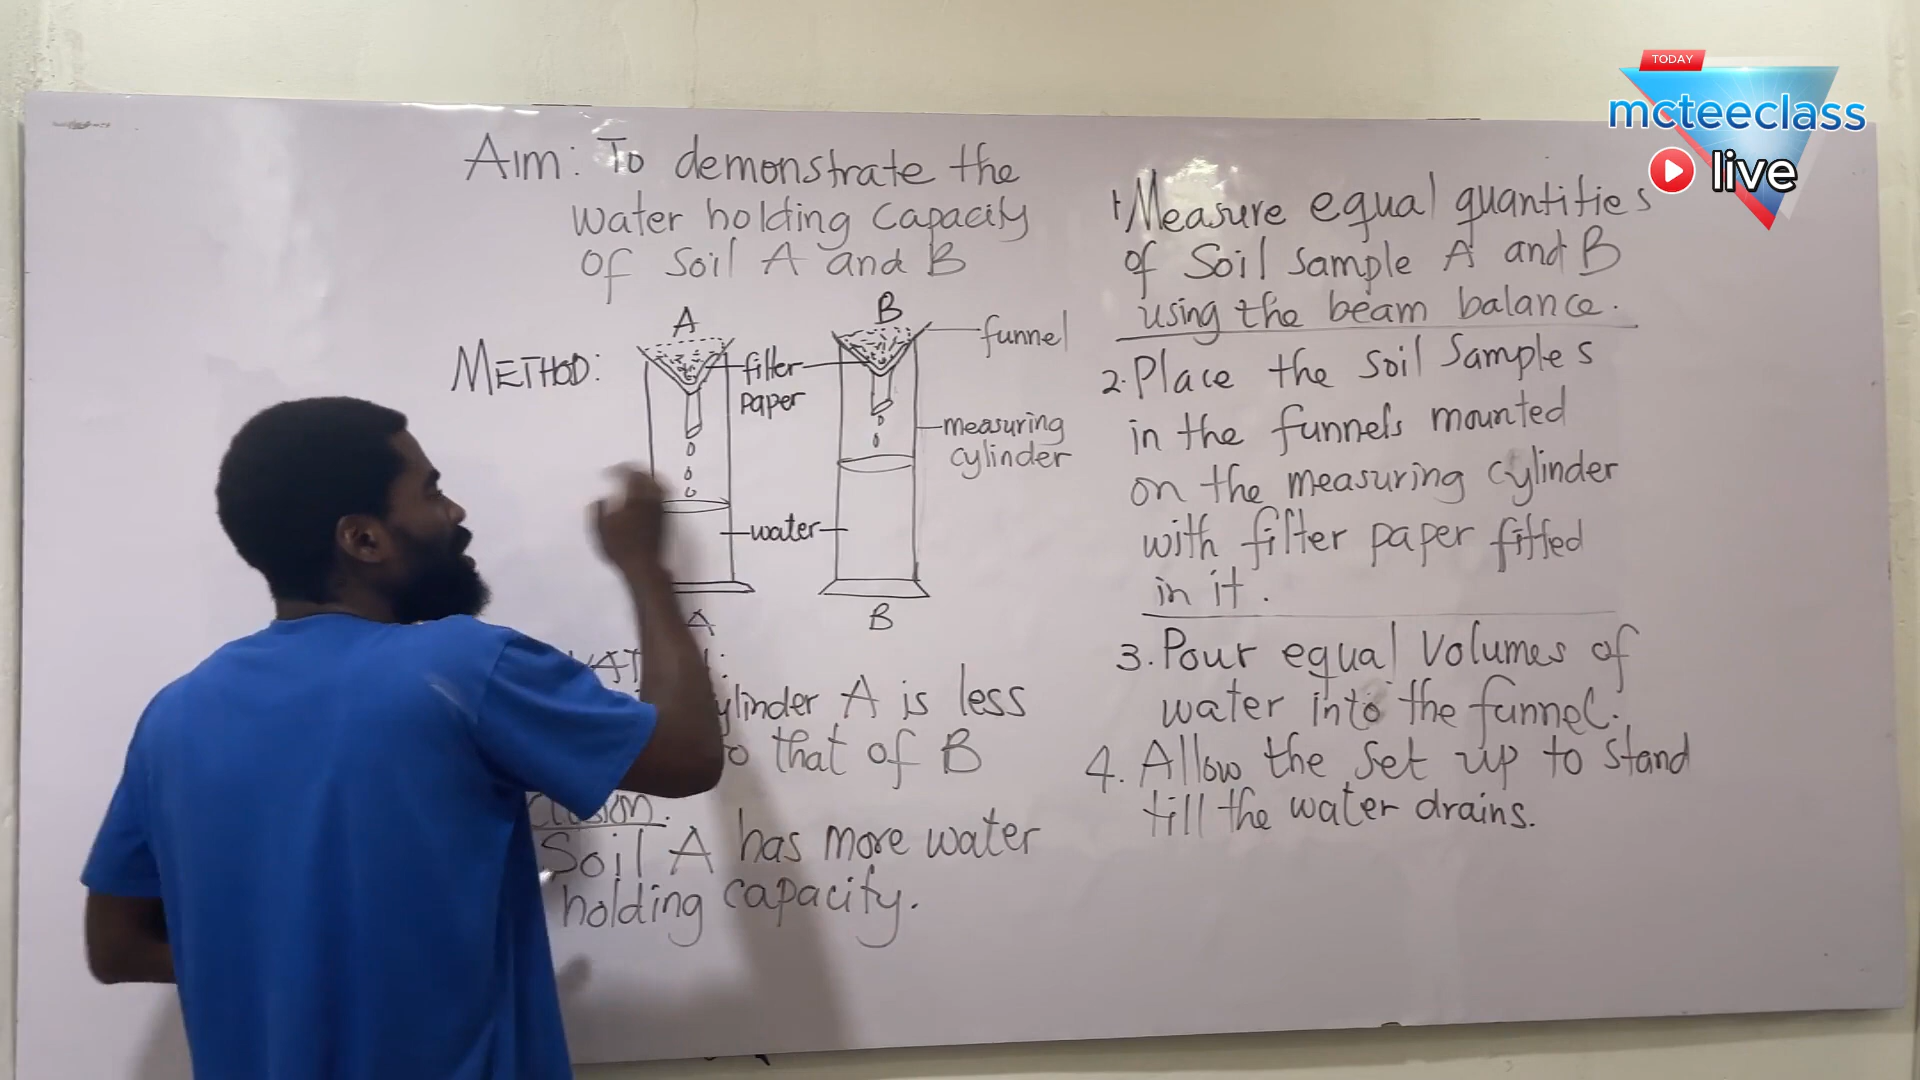 TODAY
mcteeclass
live
Aim: To demonstrate the
water holding capacity
of soil A and B
METHOD:
A
B
funnel
filter
paper
measuring
cylinder
water
A
B
cylinder A is less
to that of B
Soil A has more water
holding capacity.
1 Measure equal quantities
of Soil sample A and B
using the beam balance.
2. Place the soil samples
in the funnels mounted
on the measuring cylinder
with filter paper fitted
in it.
3. Pour equal volumes of
water into the funnel.
4. Allow the set up to stand
till the water drains.